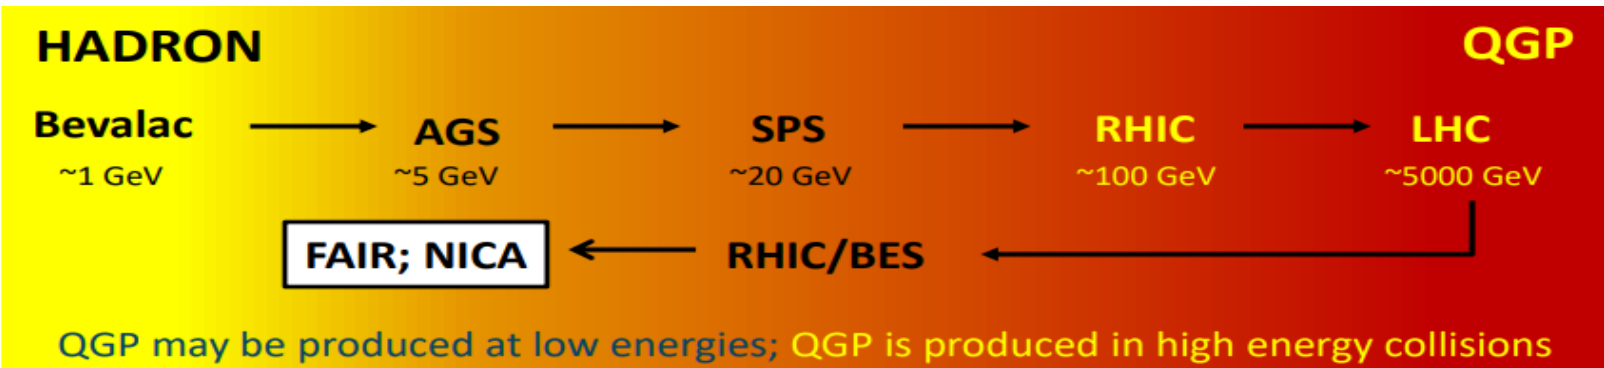 HADRON QGP
Bevalac AGS SPS RHIC LHC
~1 GeV ~5 GeV ~20 GeV ~100 GeV ~5000 GeV
FAIR; NICA RHIC/BES
QGP may be produced at low energies; QGP is produced in high energy collisions